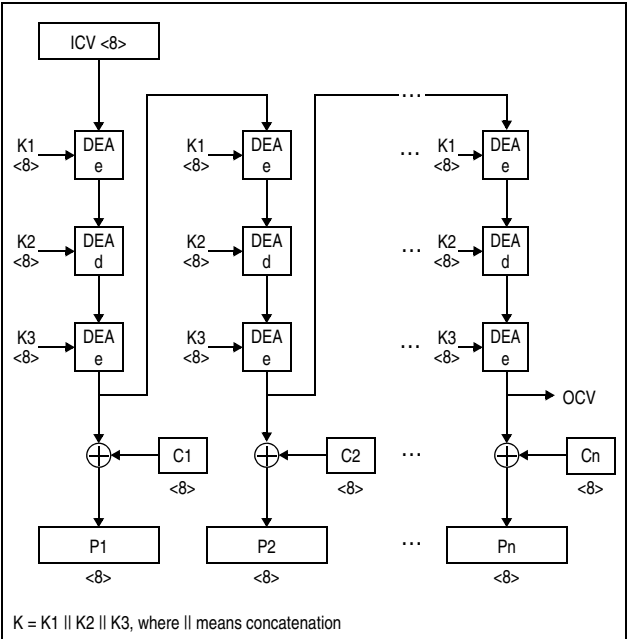 ICV <8>
...
K1 <8> DEA e K1 <8> DEA e ... K1 <8> DEA e
K2 <8> DEA d K2 <8> DEA d ... K2 <8> DEA d
K3 <8> DEA e K3 <8> DEA e ... K3 <8> DEA e
OCV
C1 C2 ... Cn
<8> <8> <8>
P1 P2 ... Pn
<8> <8> <8>
K = K1 || K2 || K3, where || means concatenation